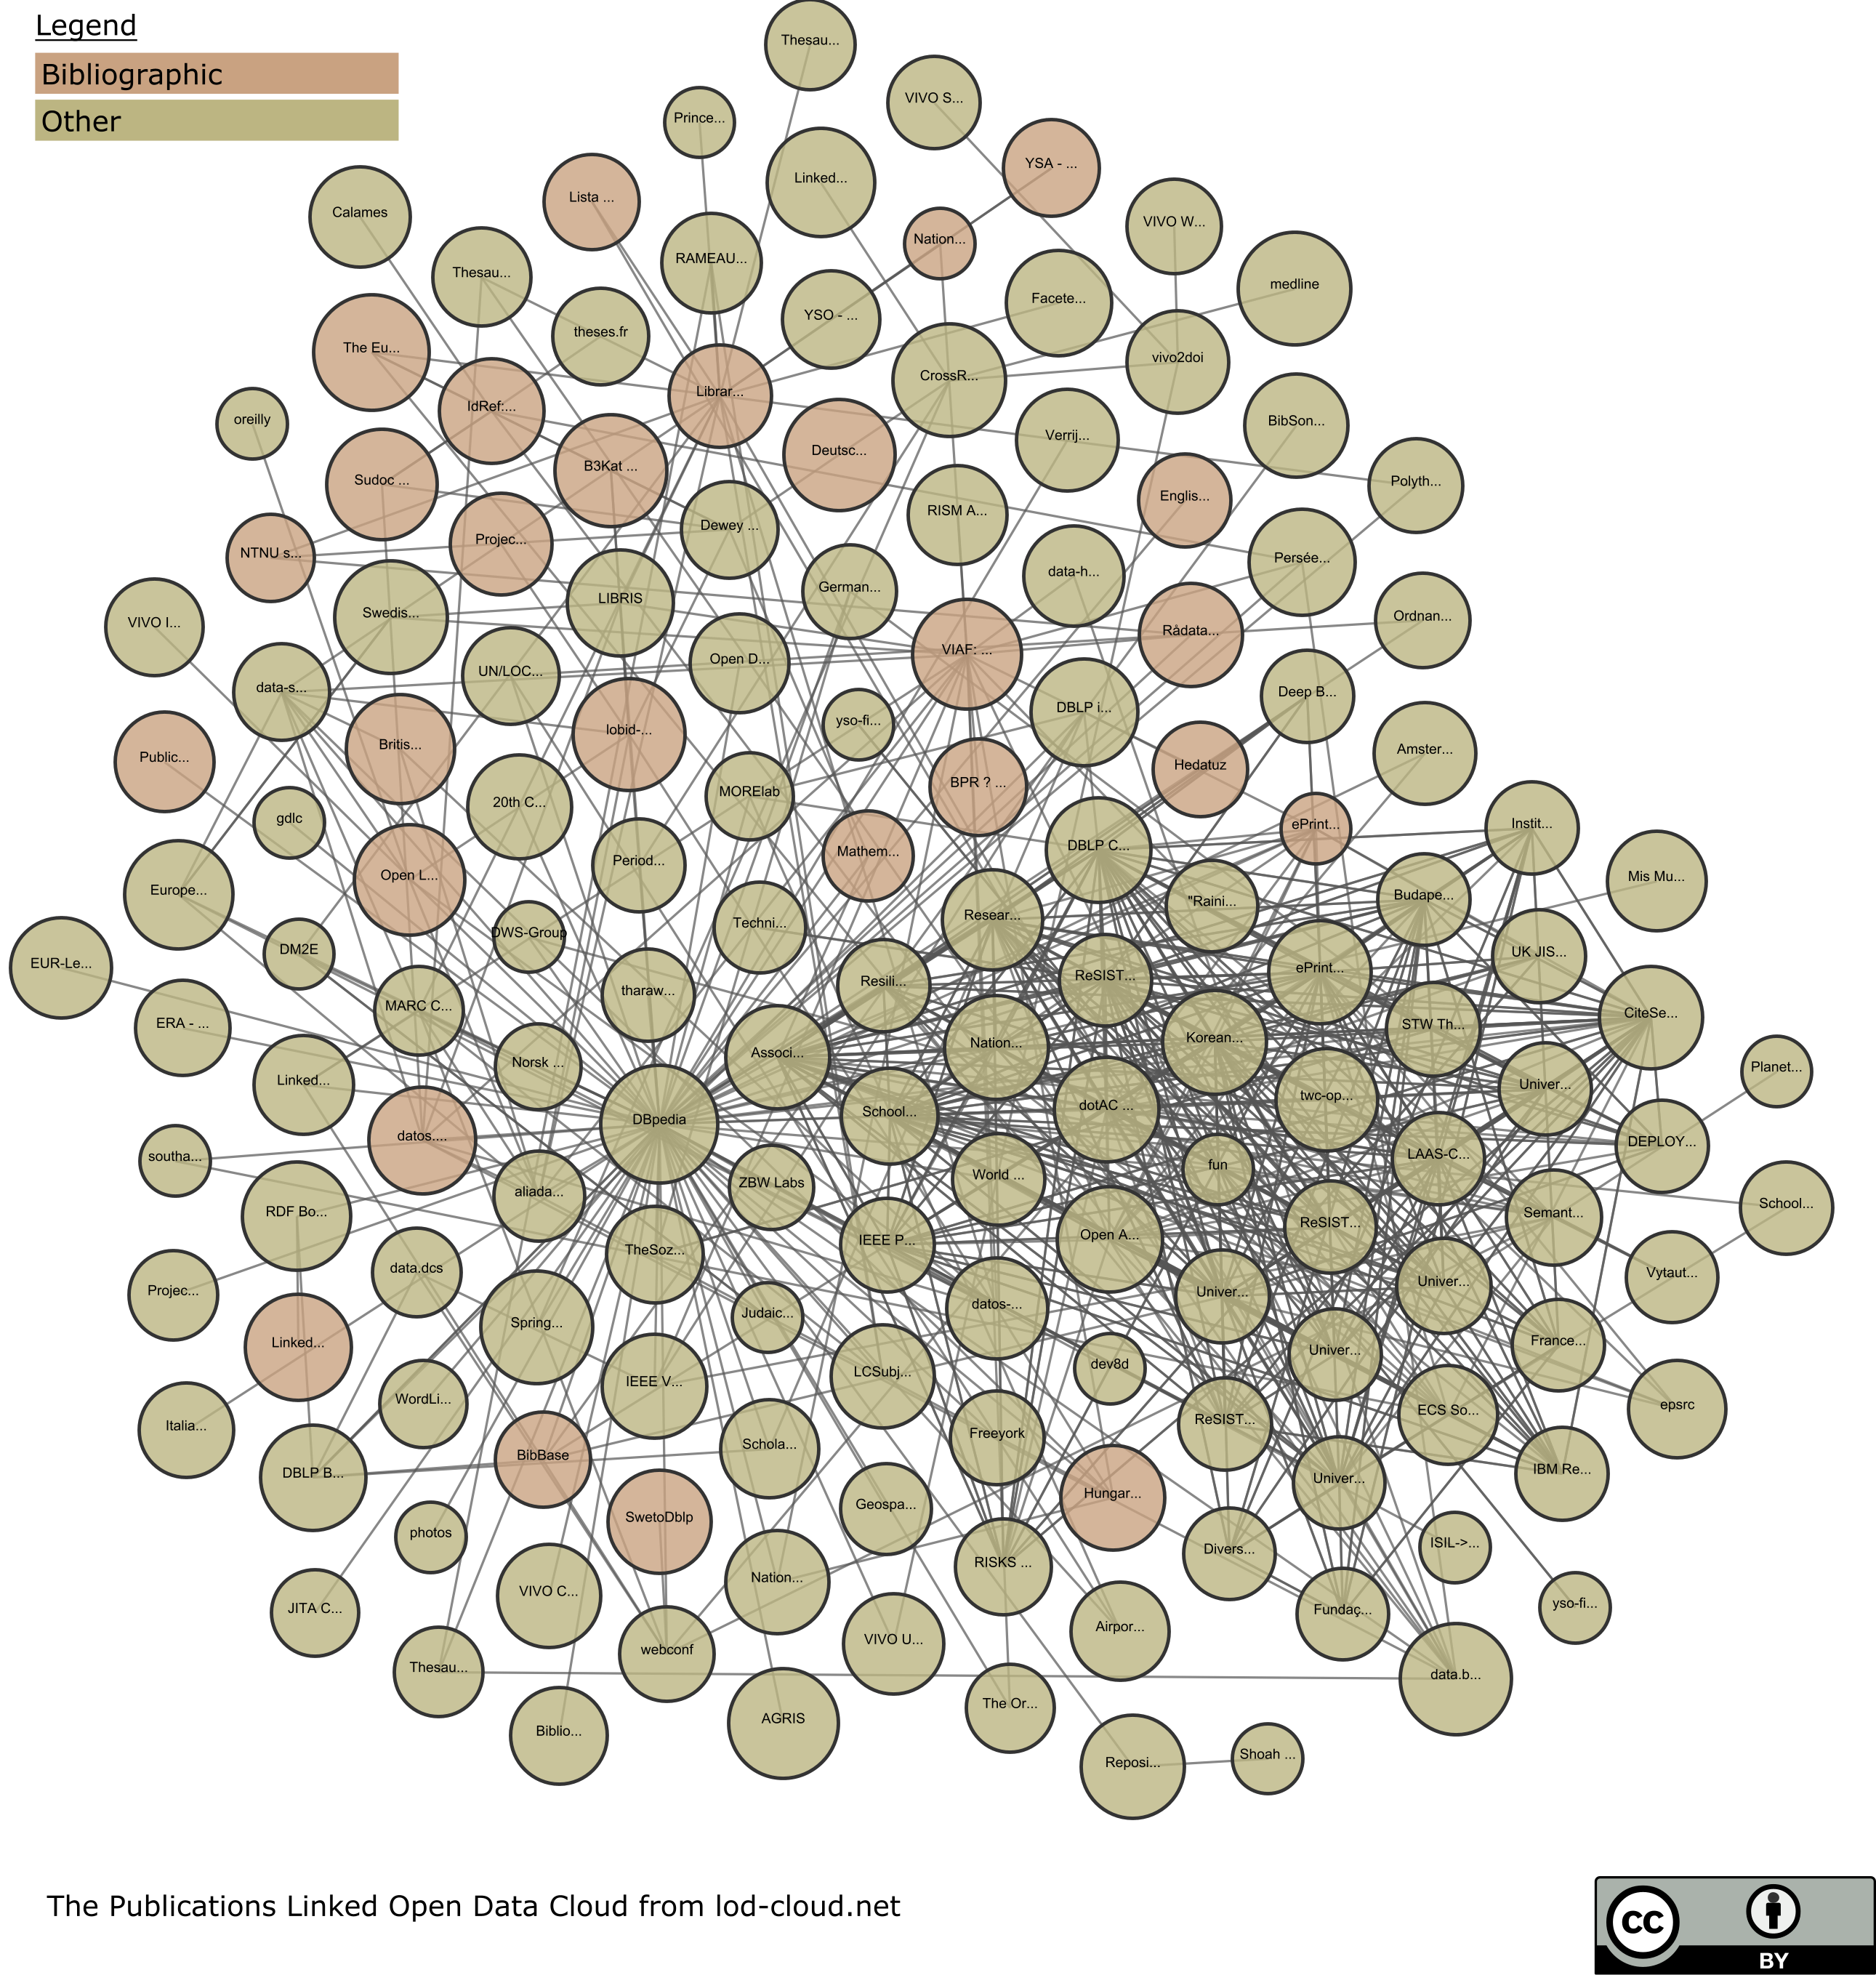 Legend
Bibliographic
Other
Thesau...
VIVO S...
Prince...
YSA - ...
Linked...
Lista ...
Calames
VIVO W...
Nation...
RAMEAU...
Thesau...
medline
Facete...
YSO - ...
theses.fr
The Eu...
vivo2doi
CrossR...
Librar...
IdRef:...
oreilly
BibSon...
Verrij...
Deutsc...
B3Kat ...
Sudoc ...
Polyth...
Englis...
RISM A...
Dewey ...
Projec...
NTNU s...
Persée...
data-h...
German...
LIBRIS
Swedis...
VIVO I...
Ordnan...
Rådata...
VIAF: ...
Open D...
UN/LOC...
data-s...
Deep B...
DBLP i...
yso-fi...
lobid-...
Britis...
Public...
Amster...
Hedatuz
BPR ? ...
MORElab
20th C...
gdlc
ePrint...
Instit...
DBLP C...
Mathem...
Period...
Open L...
Europe...
Mis Mu...
Budape...
"Raini...
Resear...
Techni...
DWS-Group
DM2E
EUR-Le...
UK JIS...
ePrint...
ReSIST...
Resili...
tharaw...
MARC C...
ERA - ...
CiteSe...
STW Th...
Korean...
Nation...
Associ...
Norsk ...
Linked...
Planet...
Univer...
twc-op...
dotAC ...
School...
DBpedia
datos....
southa...
DEPLOY...
LAAS-C...
fun
World ...
ZBW Labs
aliada...
RDF Bo...
School...
Semant...
ReSIST...
Open A...
IEEE P...
TheSoz...
data.dcs
Projec...
Vytaut...
Univer...
Univer...
datos-...
Judaic...
Spring...
Linked...
France...
Univer...
dev8d
LCSubj...
IEEE V...
WordLi...
Italia...
epsrc
ECS So...
ReSIST...
Freeyork
Schola...
BibBase
DBLP B...
IBM Re...
Univer...
Hungar...
Geospa...
SwetoDblp
photos
ISIL->...
Divers...
RISKS ...
Nation...
VIVO C...
JITA C...
yso-fi...
Fundaç...
Airpor...
VIVO U...
webconf
Thesau...
data.b...
The Or...
AGRIS
Biblio...
Reposi...
Shoah ...
The Publications Linked Open Data Cloud from lod-cloud.net
cc
BY